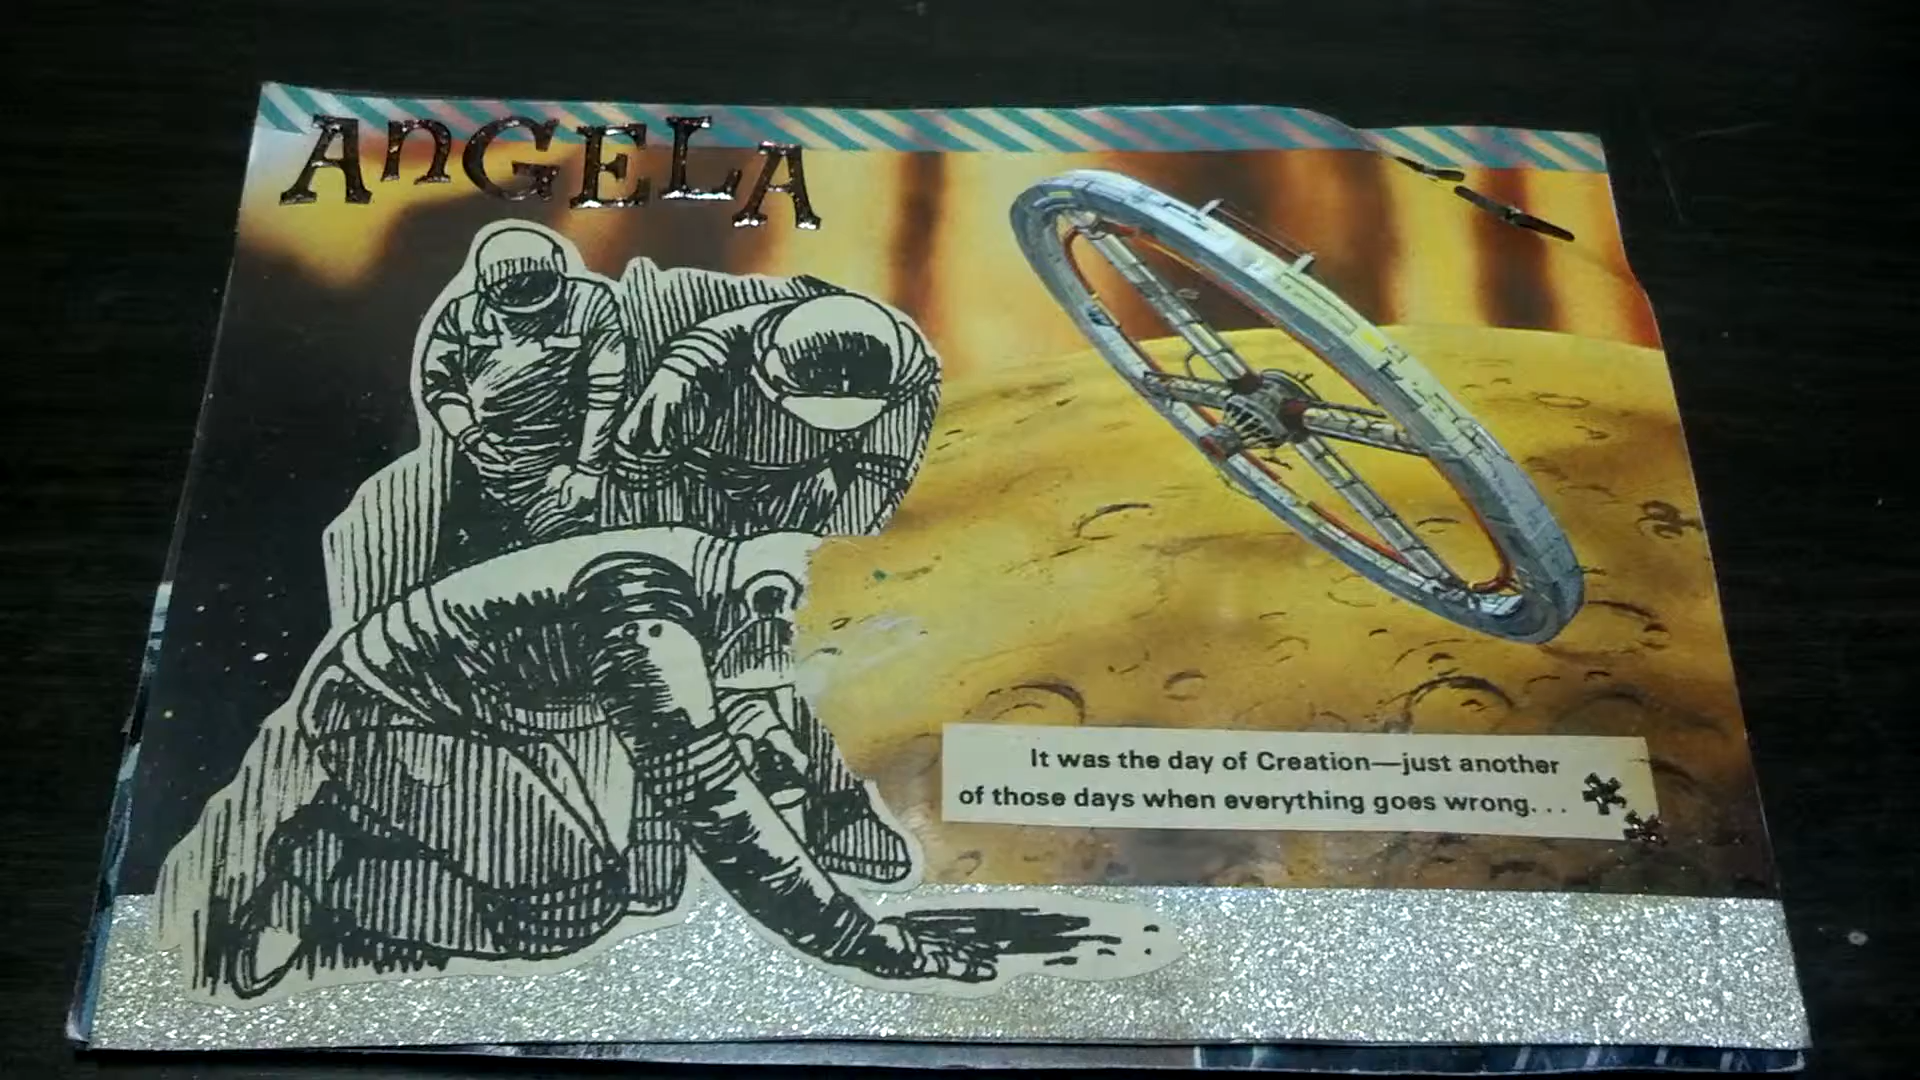 AnGELA
It was the day of Creation—just another
of those days when everything goes wrong...